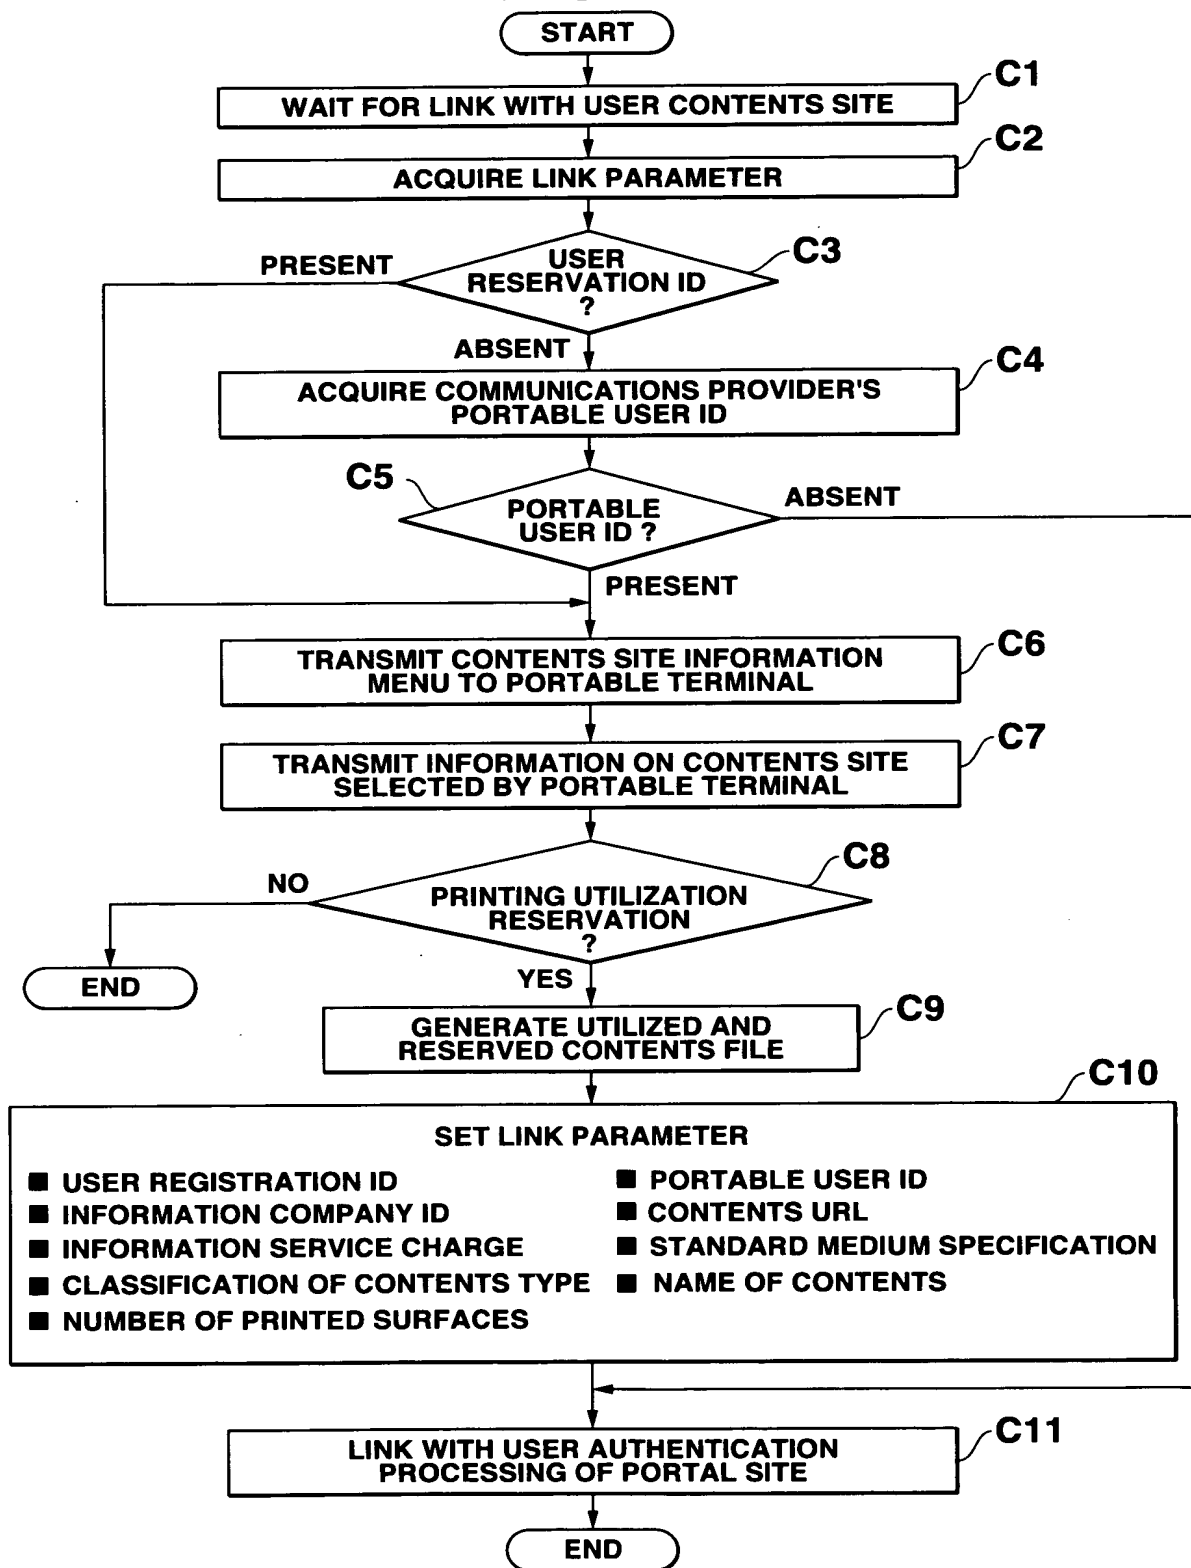 START
C1
WAIT FOR LINK WITH USER CONTENTS SITE
C2
ACQUIRE LINK PARAMETER
C3
USER
RESERVATION ID
?
PRESENT
ABSENT
C4
ACQUIRE COMMUNICATIONS PROVIDER'S
PORTABLE USER ID
C5
PORTABLE
USER ID ?
ABSENT
PRESENT
C6
TRANSMIT CONTENTS SITE INFORMATION
MENU TO PORTABLE TERMINAL
C7
TRANSMIT INFORMATION ON CONTENTS SITE
SELECTED BY PORTABLE TERMINAL
C8
NO
PRINTING UTILIZATION
RESERVATION
?
END
YES
C9
GENERATE UTILIZED AND
RESERVED CONTENTS FILE
C10
SET LINK PARAMETER
■ USER REGISTRATION ID
■ INFORMATION COMPANY ID
■ INFORMATION SERVICE CHARGE
■ CLASSIFICATION OF CONTENTS TYPE
■ NUMBER OF PRINTED SURFACES
■ PORTABLE USER ID
■ CONTENTS URL
■ STANDARD MEDIUM SPECIFICATION
■ NAME OF CONTENTS
C11
LINK WITH USER AUTHENTICATION
PROCESSING OF PORTAL SITE
END